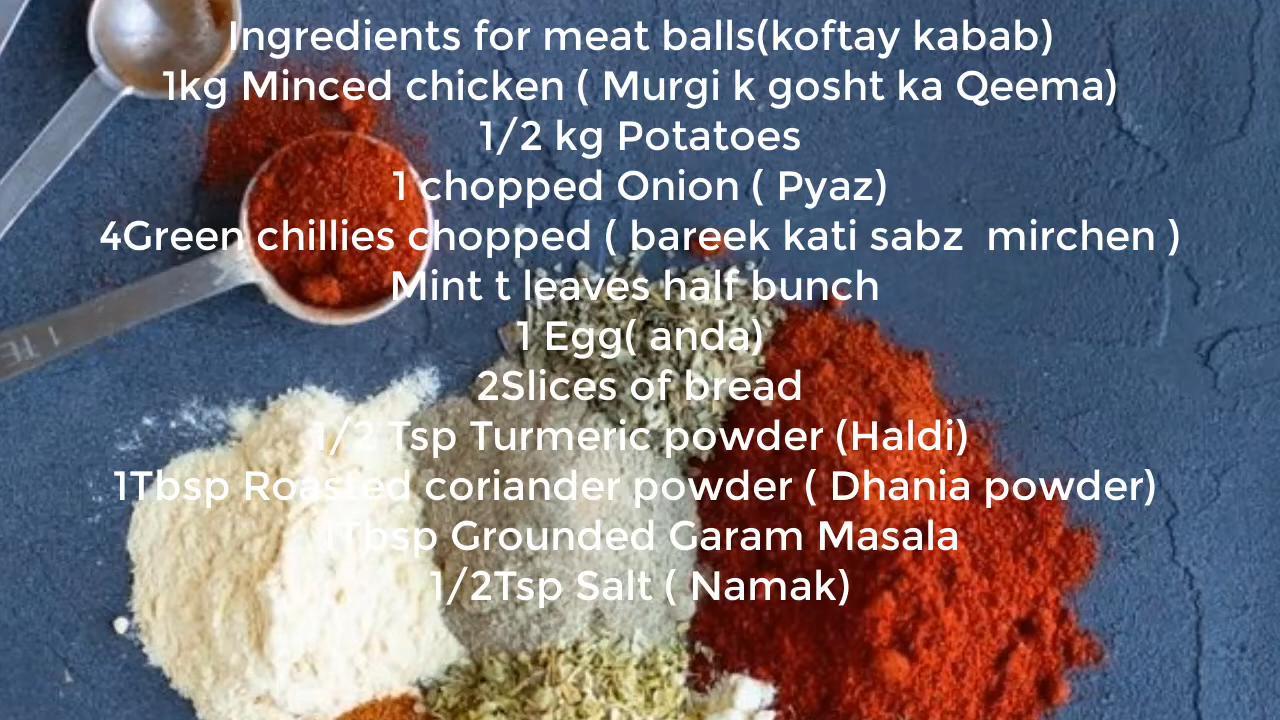 Ingredients for meat balls(koftay kabab)
1kg Minced chicken ( Murgi k gosht ka Qeema)
1/2 kg Potatoes
1 chopped Onion ( Pyaz)
4Green chillies chopped ( bareek kati sabz  mirchen )
Mint t leaves half bunch
1 Egg( anda)
2Slices of bread
1/2 Tsp Turmeric powder (Haldi)
1Tbsp Roasted coriander powder ( Dhania powder)
1Tbsp Grounded Garam Masala
1/2Tsp Salt ( Namak)